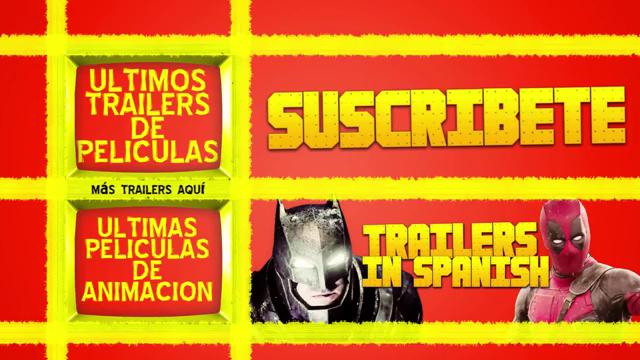 ULTIMOS
TRAILERS
DE
PELICULAS
SUSCRIBETE
MáS TRAILERS AQUÍ
ULTIMAS
PELICULAS
DE
ANIMACION
TRAILERS
IN SPANISH